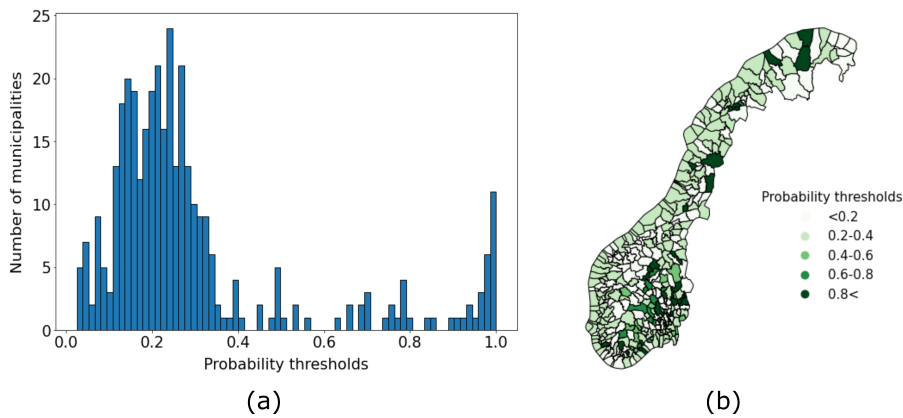 25
20
15
10
5
0
Number of municipalities
0.0 0.2 0.4 0.6 0.8 1.0
Probability thresholds
(a)
Probability thresholds
<0.2
0.2-0.4
0.4-0.6
0.6-0.8
0.8<
(b)